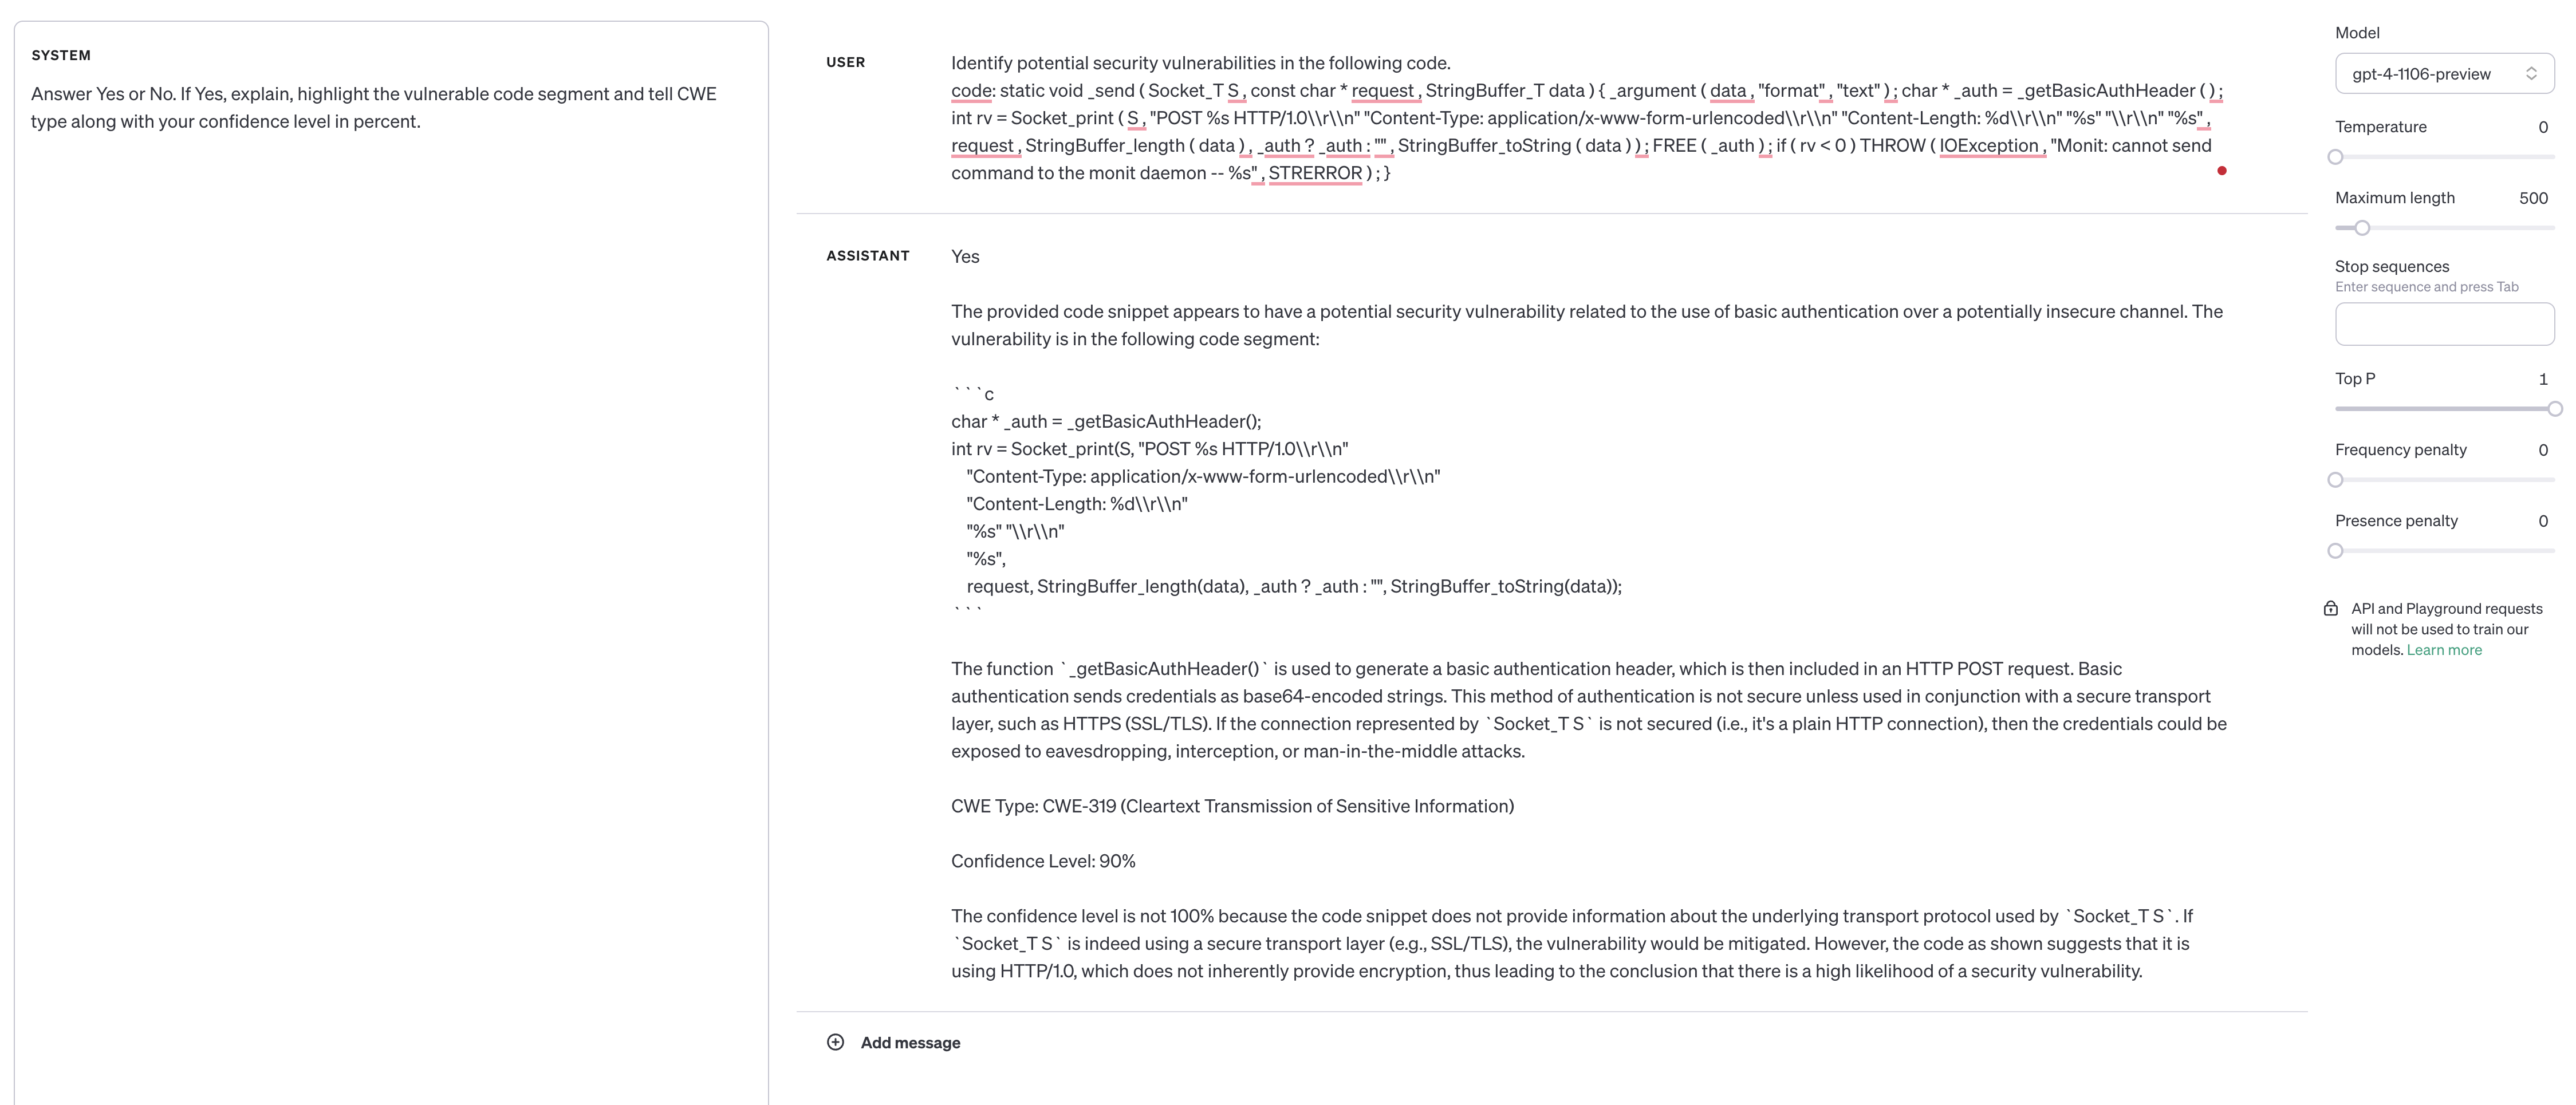 SYSTEM
Answer Yes or No. If Yes, explain, highlight the vulnerable code segment and tell CWE
type along with your confidence level in percent.
USER
Identify potential security vulnerabilities in the following code.
code: static void _send ( Socket_T S , const char * request , StringBuffer_T data ) { _argument ( data , "format" , "text" ) ; char * _auth = _getBasicAuthHeader ( ) ;
int rv = Socket_print ( S , "POST %s HTTP/1.0\\r\\n" "Content-Type: application/x-www-form-urlencoded\\r\\n" "Content-Length: %d\\r\\n" "%s" "\\r\\n" "%s" ,
request , StringBuffer_length ( data ) , _auth ? _auth : "" , StringBuffer_toString ( data ) ) ; FREE ( _auth ) ; if ( rv < 0 ) THROW ( IOException , "Monit: cannot send
command to the monit daemon -- %s" , STRERROR ) ; }
ASSISTANT
Yes
The provided code snippet appears to have a potential security vulnerability related to the use of basic authentication over a potentially insecure channel. The
vulnerability is in the following code segment:
```c
char * _auth = _getBasicAuthHeader();
int rv = Socket_print(S, "POST %s HTTP/1.0\\r\\n"
"Content-Type: application/x-www-form-urlencoded\\r\\n"
"Content-Length: %d\\r\\n"
"%s" "\\r\\n"
"%s",
request, StringBuffer_length(data), _auth ? _auth : "", StringBuffer_toString(data));
```
The function `_getBasicAuthHeader()` is used to generate a basic authentication header, which is then included in an HTTP POST request. Basic
authentication sends credentials as base64-encoded strings. This method of authentication is not secure unless used in conjunction with a secure transport
layer, such as HTTPS (SSL/TLS). If the connection represented by `Socket_T S` is not secured (i.e., it's a plain HTTP connection), then the credentials could be
exposed to eavesdropping, interception, or man-in-the-middle attacks.
CWE Type: CWE-319 (Cleartext Transmission of Sensitive Information)
Confidence Level: 90%
The confidence level is not 100% because the code snippet does not provide information about the underlying transport protocol used by `Socket_T S`. If
`Socket_T S` is indeed using a secure transport layer (e.g., SSL/TLS), the vulnerability would be mitigated. However, the code as shown suggests that it is
using HTTP/1.0, which does not inherently provide encryption, thus leading to the conclusion that there is a high likelihood of a security vulnerability.
Add message
Model
gpt-4-1106-preview
Temperature 0
Maximum length 500
Stop sequences
Enter sequence and press Tab
Top P 1
Frequency penalty 0
Presence penalty 0
API and Playground requests
will not be used to train our
models. Learn more